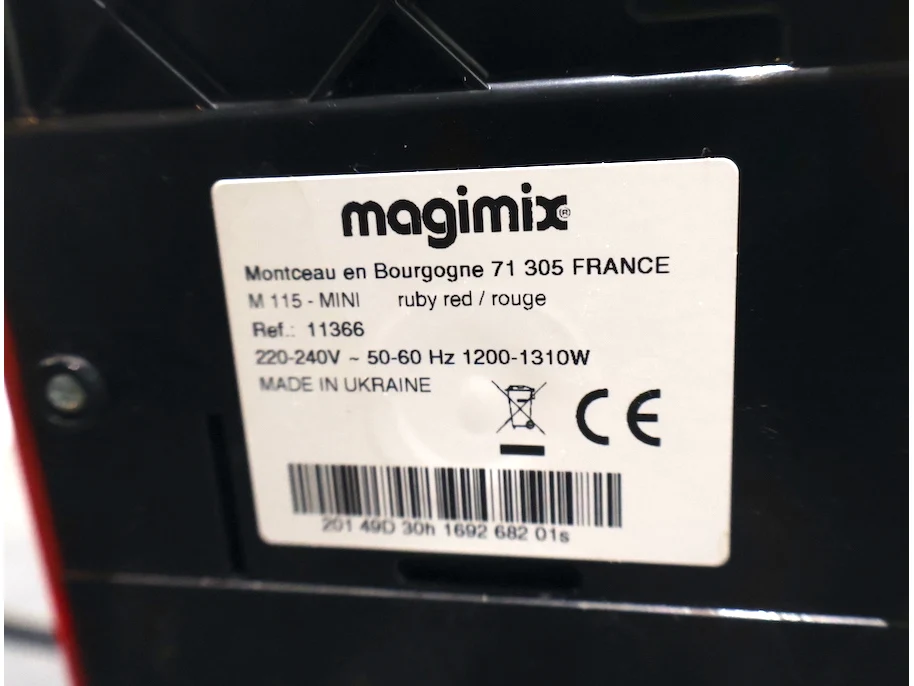 magimix®
Montceau en Bourgogne 71 305 FRANCE
M 115 - MINI ruby red / rouge
Ref.: 11366
220-240V ~ 50-60 Hz 1200-1310W
MADE IN UKRAINE
CE
201 49D 30h 1692 682 01s